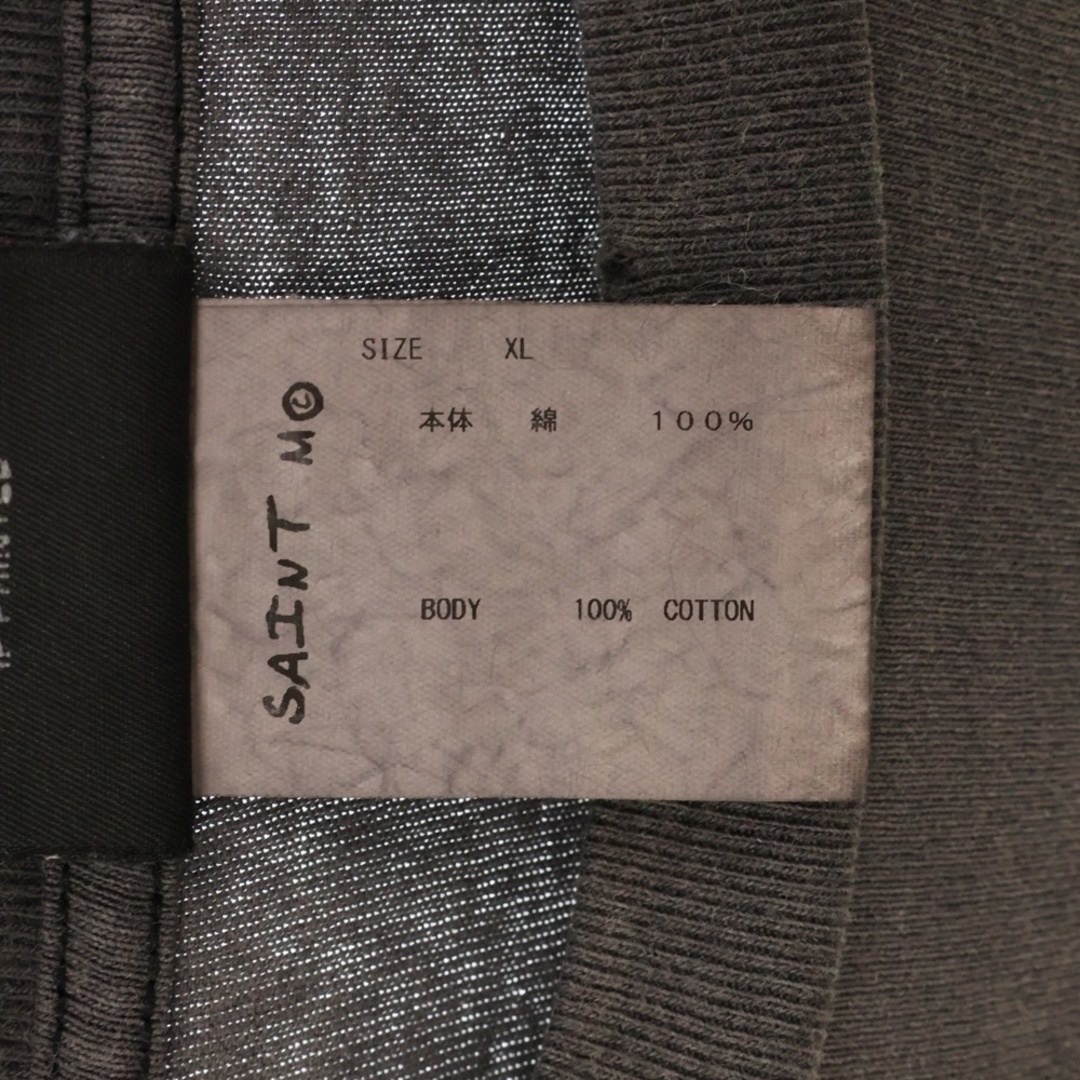 SIZE XL
本体 綿 100%
BODY 100% COTTON
SAINT M©